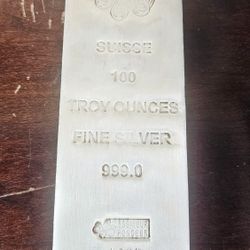 SUISSE
100
TROY OUNCES
FINE SILVER
999.0